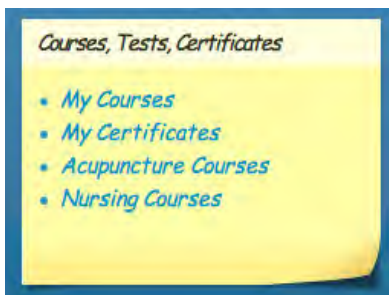 Courses, Tests, Certificates
• My Courses
• My Certificates
• Acupuncture Courses
• Nursing Courses